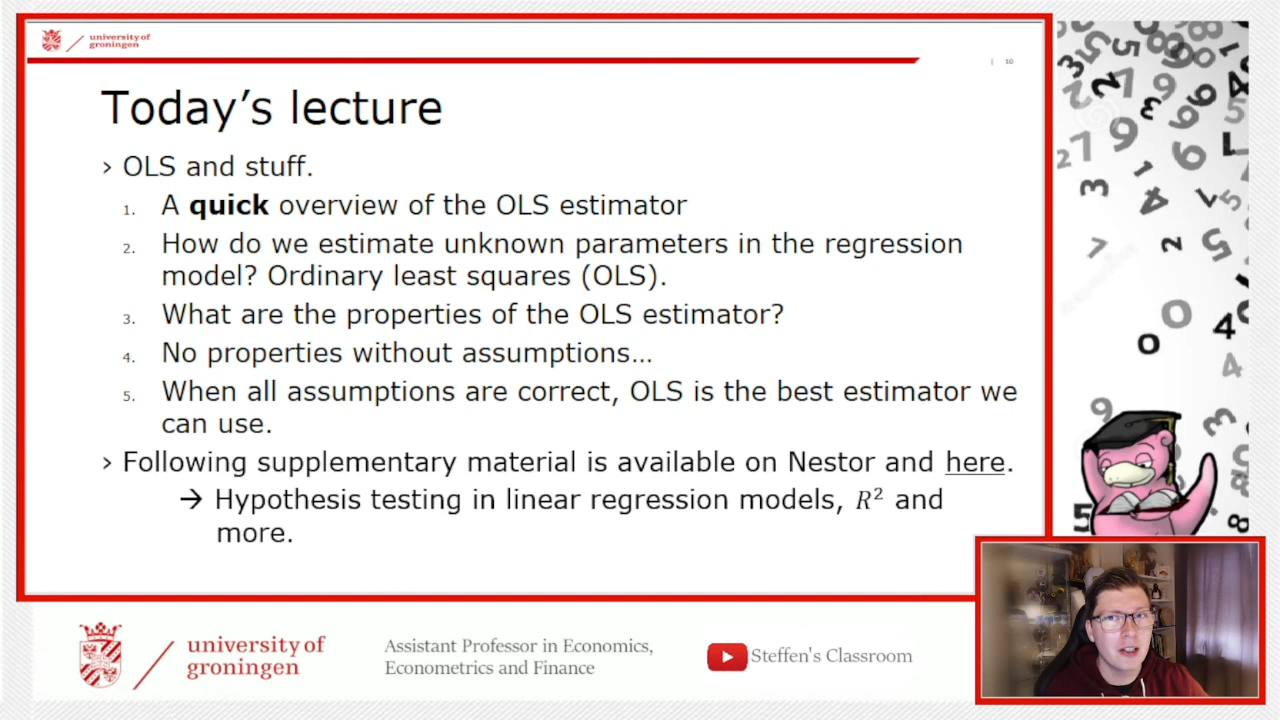 university of
groningen
| 10
Today's lecture
› OLS and stuff.
1. A quick overview of the OLS estimator
2. How do we estimate unknown parameters in the regression
model? Ordinary least squares (OLS).
3. What are the properties of the OLS estimator?
4. No properties without assumptions...
5. When all assumptions are correct, OLS is the best estimator we
can use.
› Following supplementary material is available on Nestor and here.
→ Hypothesis testing in linear regression models, R² and
more.
university of
groningen
Assistant Professor in Economics,
Econometrics and Finance
Steffen's Classroom